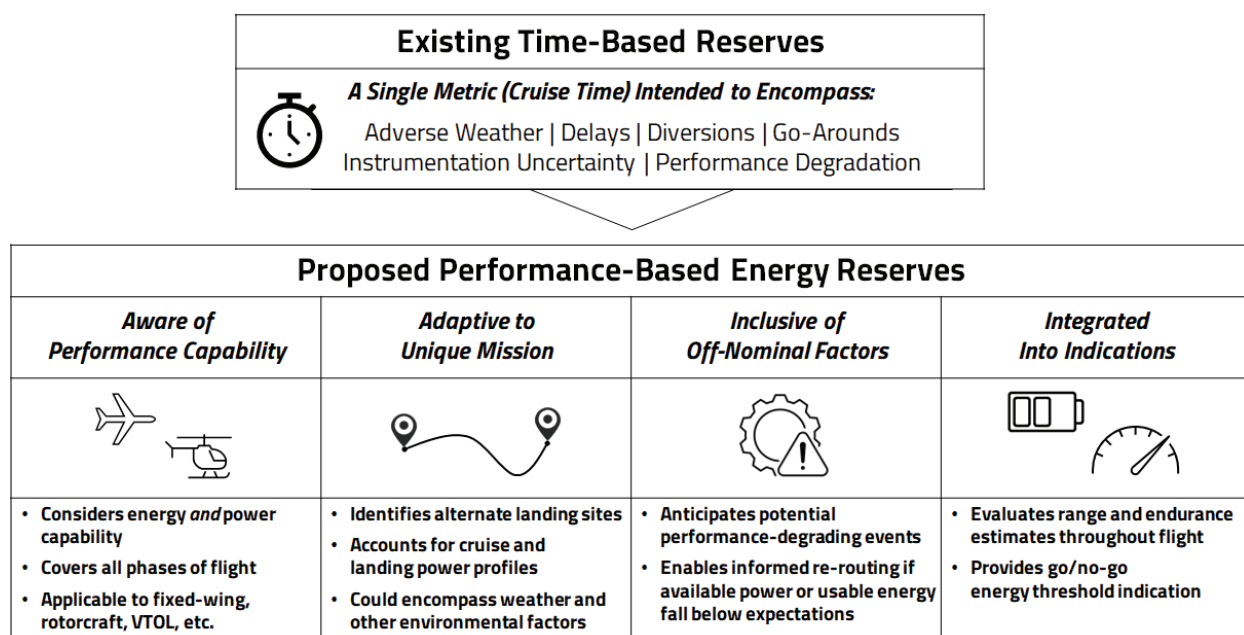 Existing Time-Based Reserves
A Single Metric (Cruise Time) Intended to Encompass:
Adverse Weather | Delays | Diversions | Go-Arounds
Instrumentation Uncertainty | Performance Degradation
Proposed Performance-Based Energy Reserves
Aware of
Performance Capability
• Considers energy and power
capability
• Covers all phases of flight
• Applicable to fixed-wing,
rotorcraft, VTOL, etc.
Adaptive to
Unique Mission
• Identifies alternate landing sites
• Accounts for cruise and
landing power profiles
• Could encompass weather and
other environmental factors
Inclusive of
Off-Nominal Factors
• Anticipates potential
performance-degrading events
• Enables informed re-routing if
available power or usable energy
fall below expectations
Integrated
Into Indications
• Evaluates range and endurance
estimates throughout flight
• Provides go/no-go
energy threshold indication